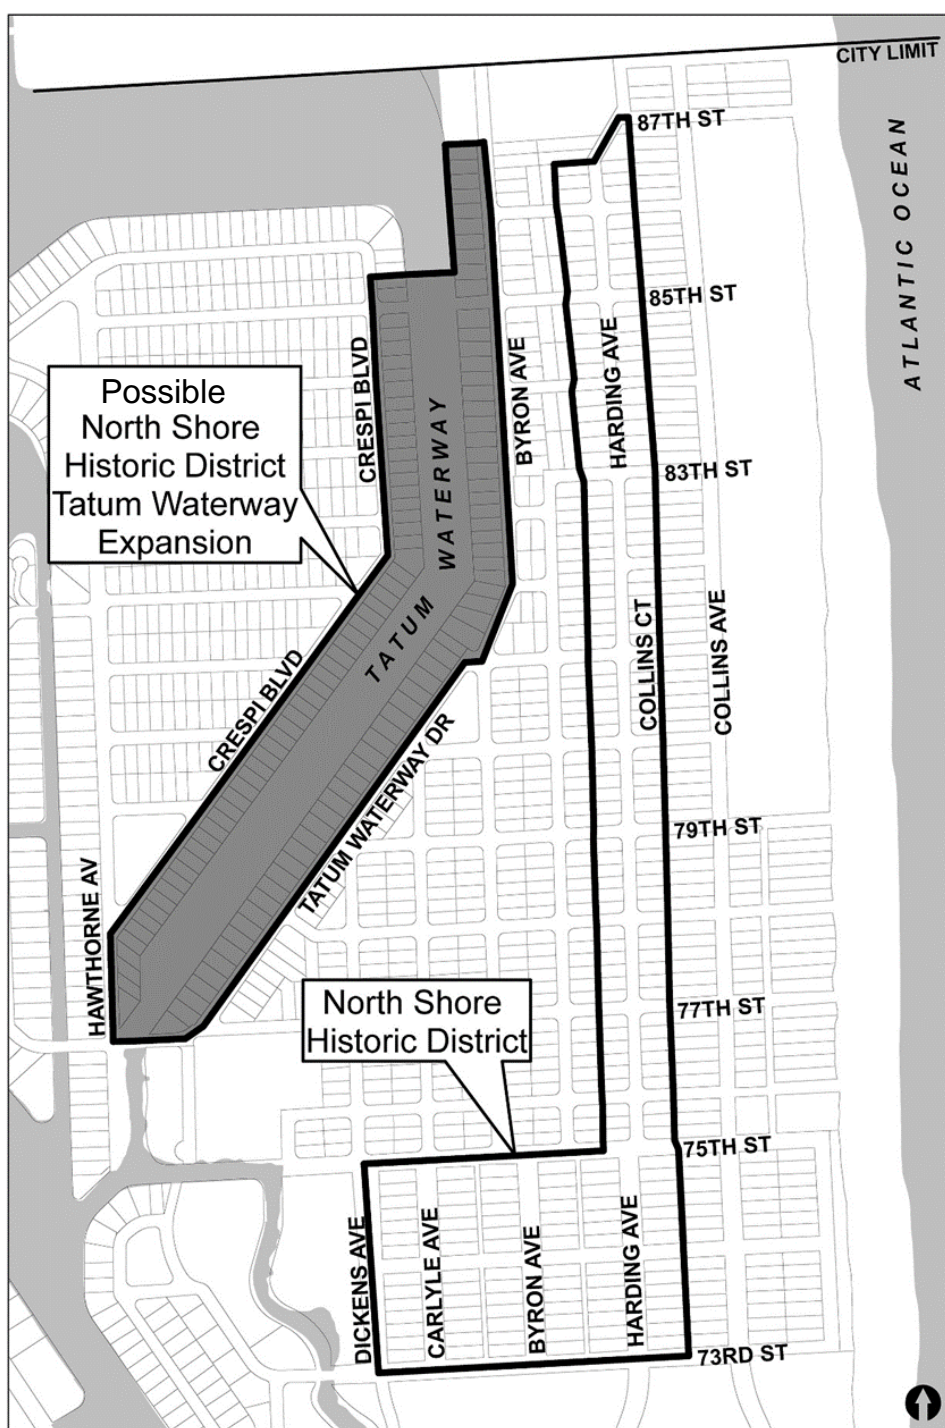 CITY LIMIT
87TH ST
ATLANTIC OCEAN
85TH ST
HARDING AVE
CRESPI BLVD
BYRON AVE
Possible
North Shore
Historic District
Tatum Waterway
Expansion
TATUM WATERWAY
83TH ST
COLLINS CT
COLLINS AVE
CRESPI BLVD
TATUM WATERWAY DR
79TH ST
HAWTHORNE AV
North Shore
Historic District
77TH ST
75TH ST
DICKENS AVE
CARLYLE AVE
BYRON AVE
HARDING AVE
73RD ST